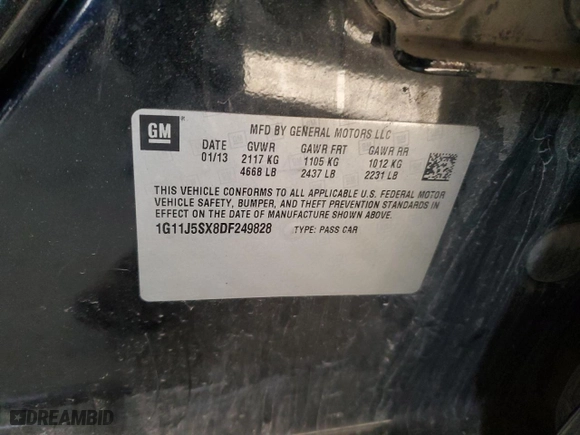 GM
MFD BY GENERAL MOTORS LLC
DATE GVWR GAWR FRT GAWR RR
01/13 2117 KG 1105 KG 1012 KG
4668 LB 2437 LB 2231 LB
THIS VEHICLE CONFORMS TO ALL APPLICABLE U.S. FEDERAL MOTOR
VEHICLE SAFETY, BUMPER, AND THEFT PREVENTION STANDARDS IN
EFFECT ON THE DATE OF MANUFACTURE SHOWN ABOVE.
1G11J5SX8DF249828 TYPE: PASS CAR
DREAMBID